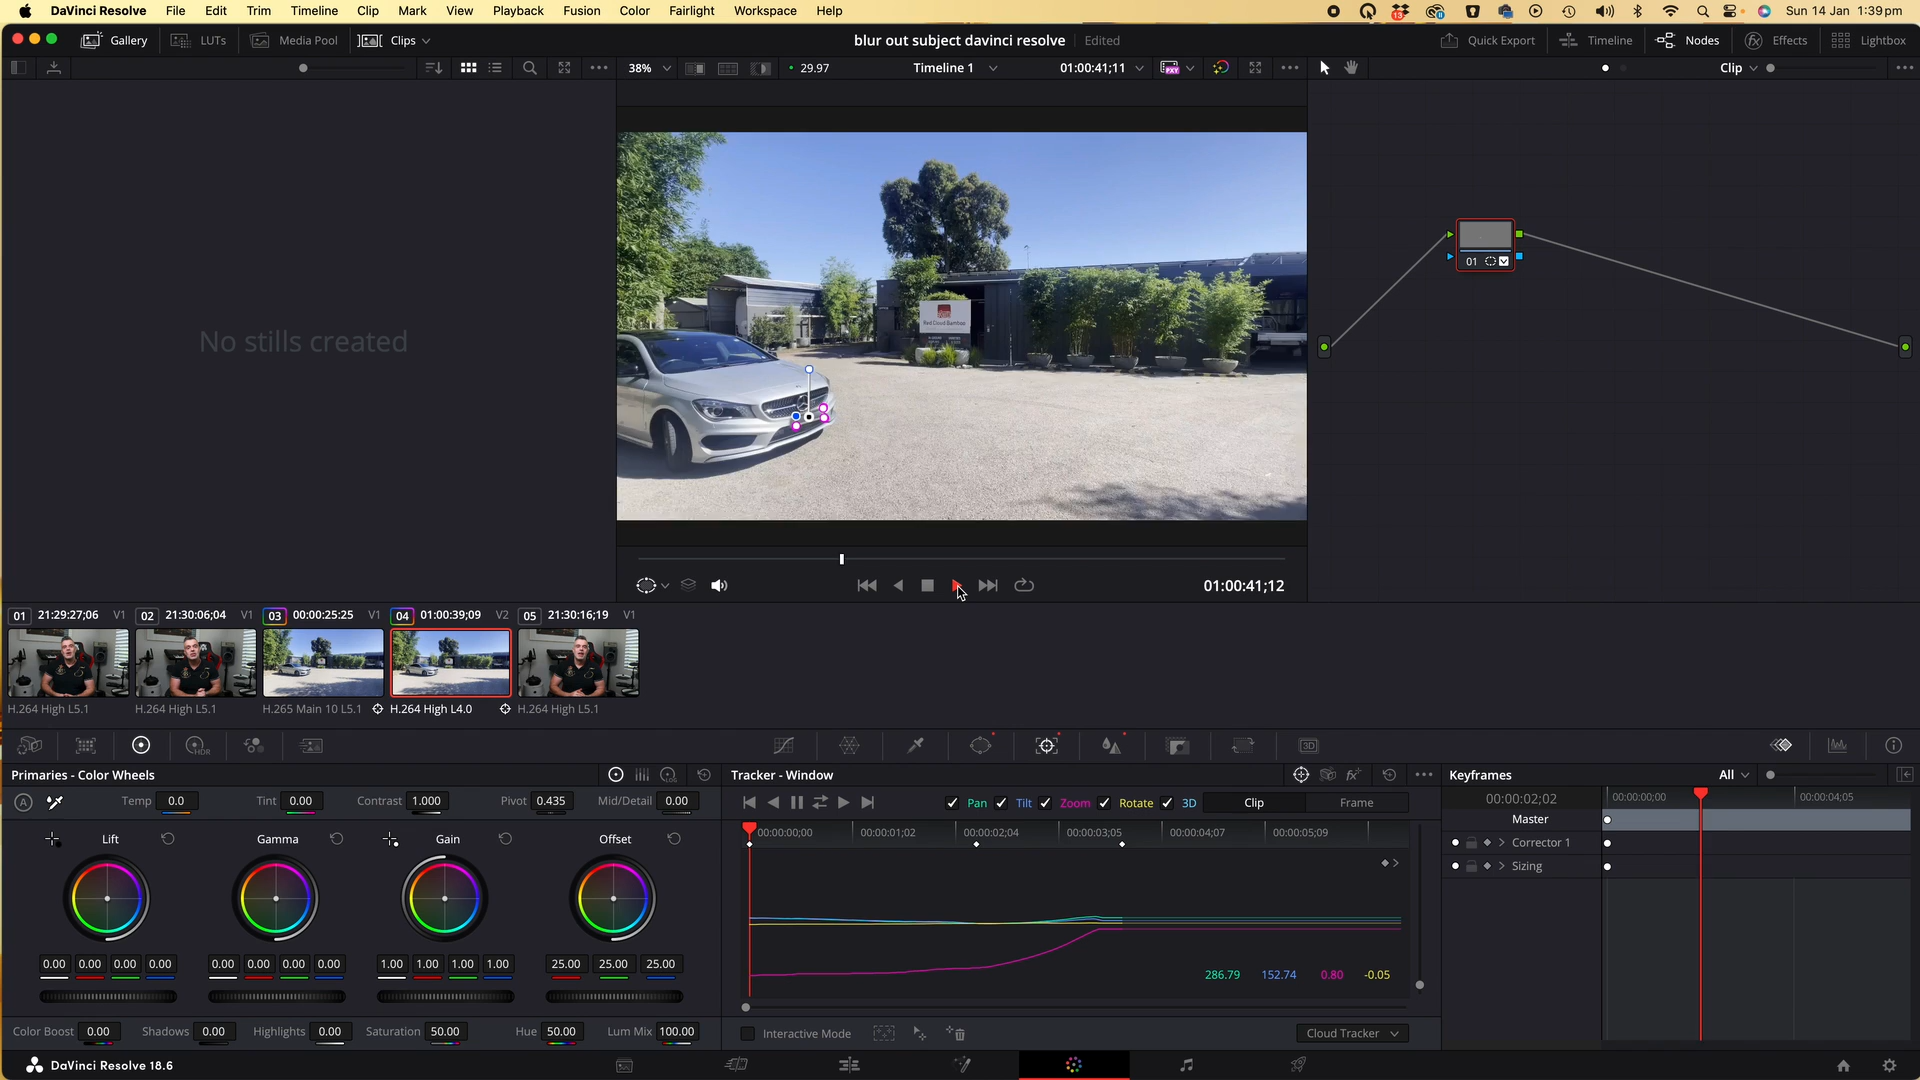 DaVinci Resolve File Edit Trim Timeline Clip Mark View Playback Fusion Color Fairlight Workspace Help
13
Sun 14 Jan 1:39 pm
Gallery LUTs Media Pool Clips
blur out subject davinci resolve Edited
Quick Export Timeline Nodes Effects Lightbox
38% 29.97 Timeline 1 01:00:41;11
PXY
Clip
No stills created
Red Cloud Bamboo
01
01:00:41;12
01 21:29:27;06 V1 02 21:30:06;04 V1 03 00:00:25:25 V1 04 01:00:39;09 V2 05 21:30:16;19 V1
H.264 High L5.1 H.264 High L5.1 H.265 Main 10 L5.1 H.264 High L4.0 H.264 High L5.1
HDR
3D
Primaries - Color Wheels
LOG
Tracker - Window
fx
Keyframes All
A Temp 0.0 Tint 0.00 Contrast 1.000 Pivot 0.435 Mid/Detail 0.00
Pan Tilt Zoom Rotate 3D Clip Frame
00:00:02;02 00:00:00;00 00:00:04;05
Master
Lift Gamma Gain Offset
00:00:00;00 00:00:01;02 00:00:02;04 00:00:03;05 00:00:04;07 00:00:05;09
Corrector 1
Sizing
0.00 0.00 0.00 0.00 0.00 0.00 0.00 0.00 1.00 1.00 1.00 1.00 25.00 25.00 25.00
286.79 152.74 0.80 -0.05
Color Boost 0.00 Shadows 0.00 Highlights 0.00 Saturation 50.00 Hue 50.00 Lum Mix 100.00
Interactive Mode Cloud Tracker
DaVinci Resolve 18.6